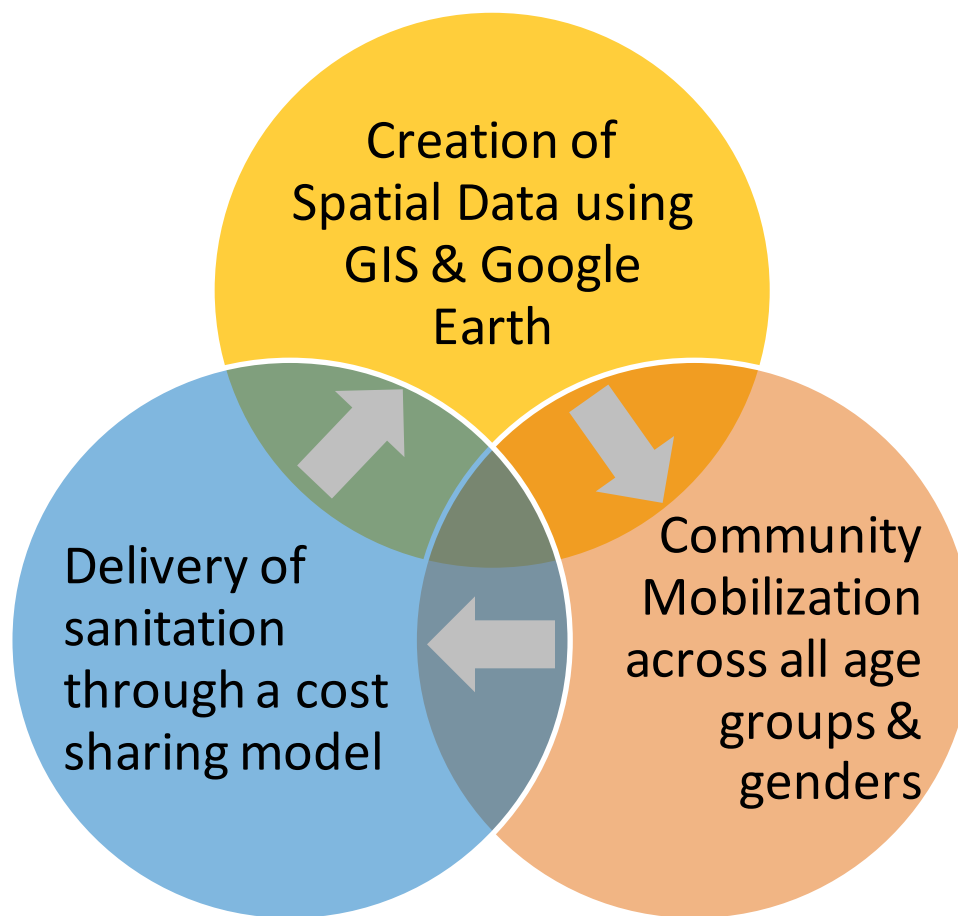 Creation of
Spatial Data using
GIS & Google
Earth
Community
Mobilization
across all age
groups &
genders
Delivery of
sanitation
through a cost
sharing model